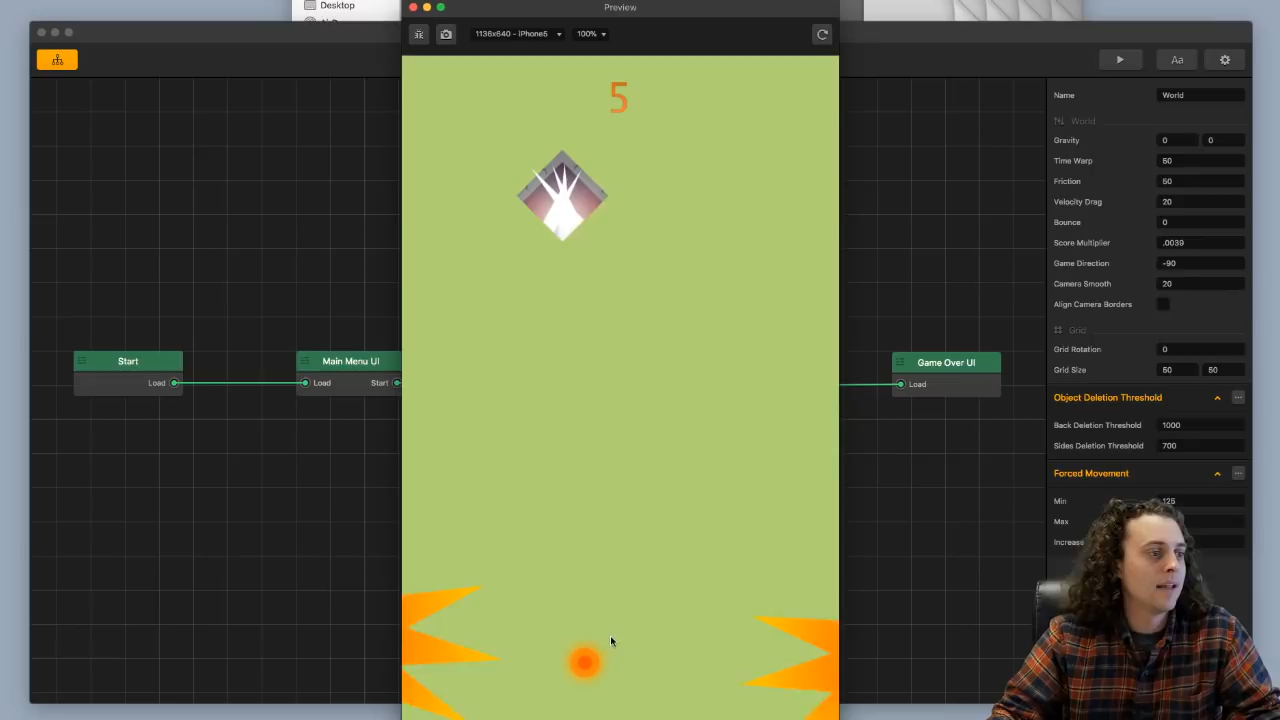 Desktop
Preview
1136x640 - iPhone5
100%
Aa
5
Name World
World
Gravity 0 0
Time Warp 50
Friction 50
Velocity Drag 20
Bounce 0
Score Multiplier .0039
Game Direction -90
Camera Smooth 20
Align Camera Borders
Grid
Grid Rotation 0
Grid Size 50 50
Object Deletion Threshold
Back Deletion Threshold 1000
Sides Deletion Threshold 700
Forced Movement
Min 125
Max
Increase
Start
Load
Main Menu UI
Load Start
Game Over UI
Load